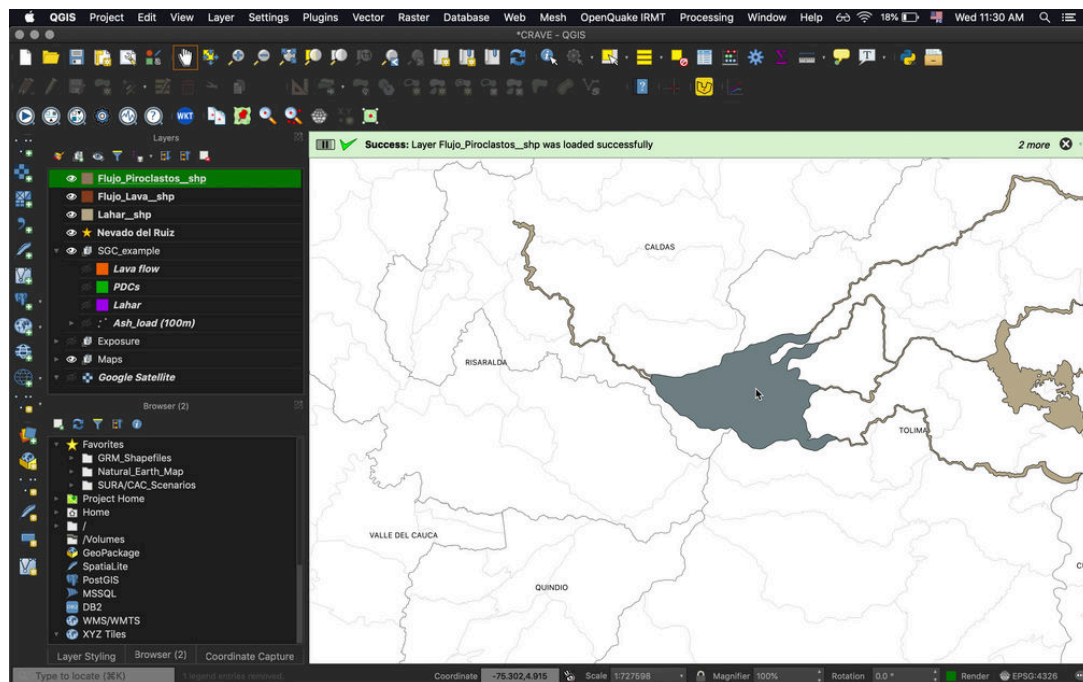 QGIS Project Edit View Layer Settings Plugins Vector Raster Database Web Mesh OpenQuake IRMT Processing Window Help 18% Wed 11:30 AM
*CRAVE - QGIS
WKT
Layers
Success: Layer Flujo_Piroclastos__shp was loaded successfully 2 more
Flujo_Piroclastos__shp
Flujo_Lava__shp
Lahar__shp
Nevado del Ruiz
SGC_example
Lava flow
PDCs
Lahar
Ash_load (100m)
Exposure
Maps
Google Satellite
CALDAS
RISARALDA
TOLIMA
VALLE DEL CAUCA
QUINDIO
Browser (2)
Favorites
GRM_Shapefiles
Natural_Earth_Map
SURA/CAC_Scenarios
Project Home
Home
/
/Volumes
GeoPackage
SpatiaLite
PostGIS
MSSQL
DB2
WMS/WMTS
XYZ Tiles
Layer Styling Browser (2) Coordinate Capture
Type to locate (⌘K) 1 legend entries removed. Coordinate -75.302,4.915 Scale 1:727598 Magnifier 100% Rotation 0.0 ° Render EPSG:4326